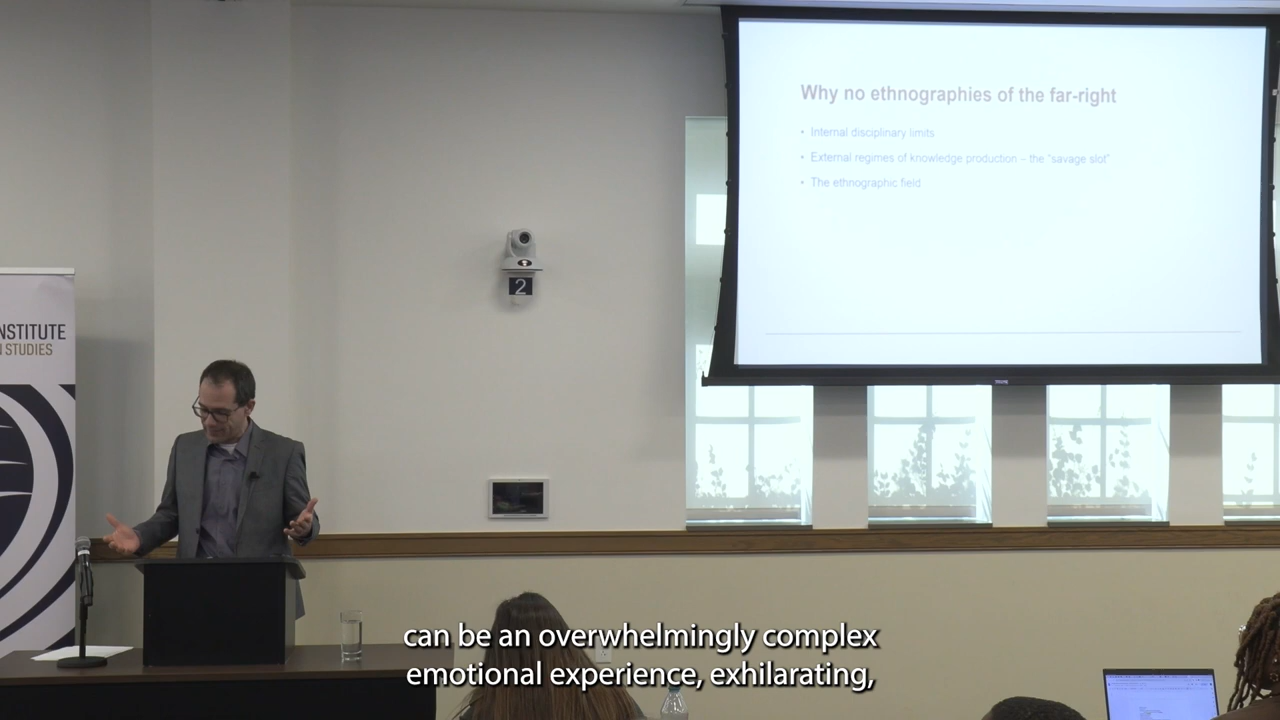 Why no ethnographies of the far-right
• Internal disciplinary limits
• External regimes of knowledge production – the "savage slot"
• The ethnographic field
2
NSTITUTE
STUDIES
can be an overwhelmingly complex
emotional experience, exhilarating,